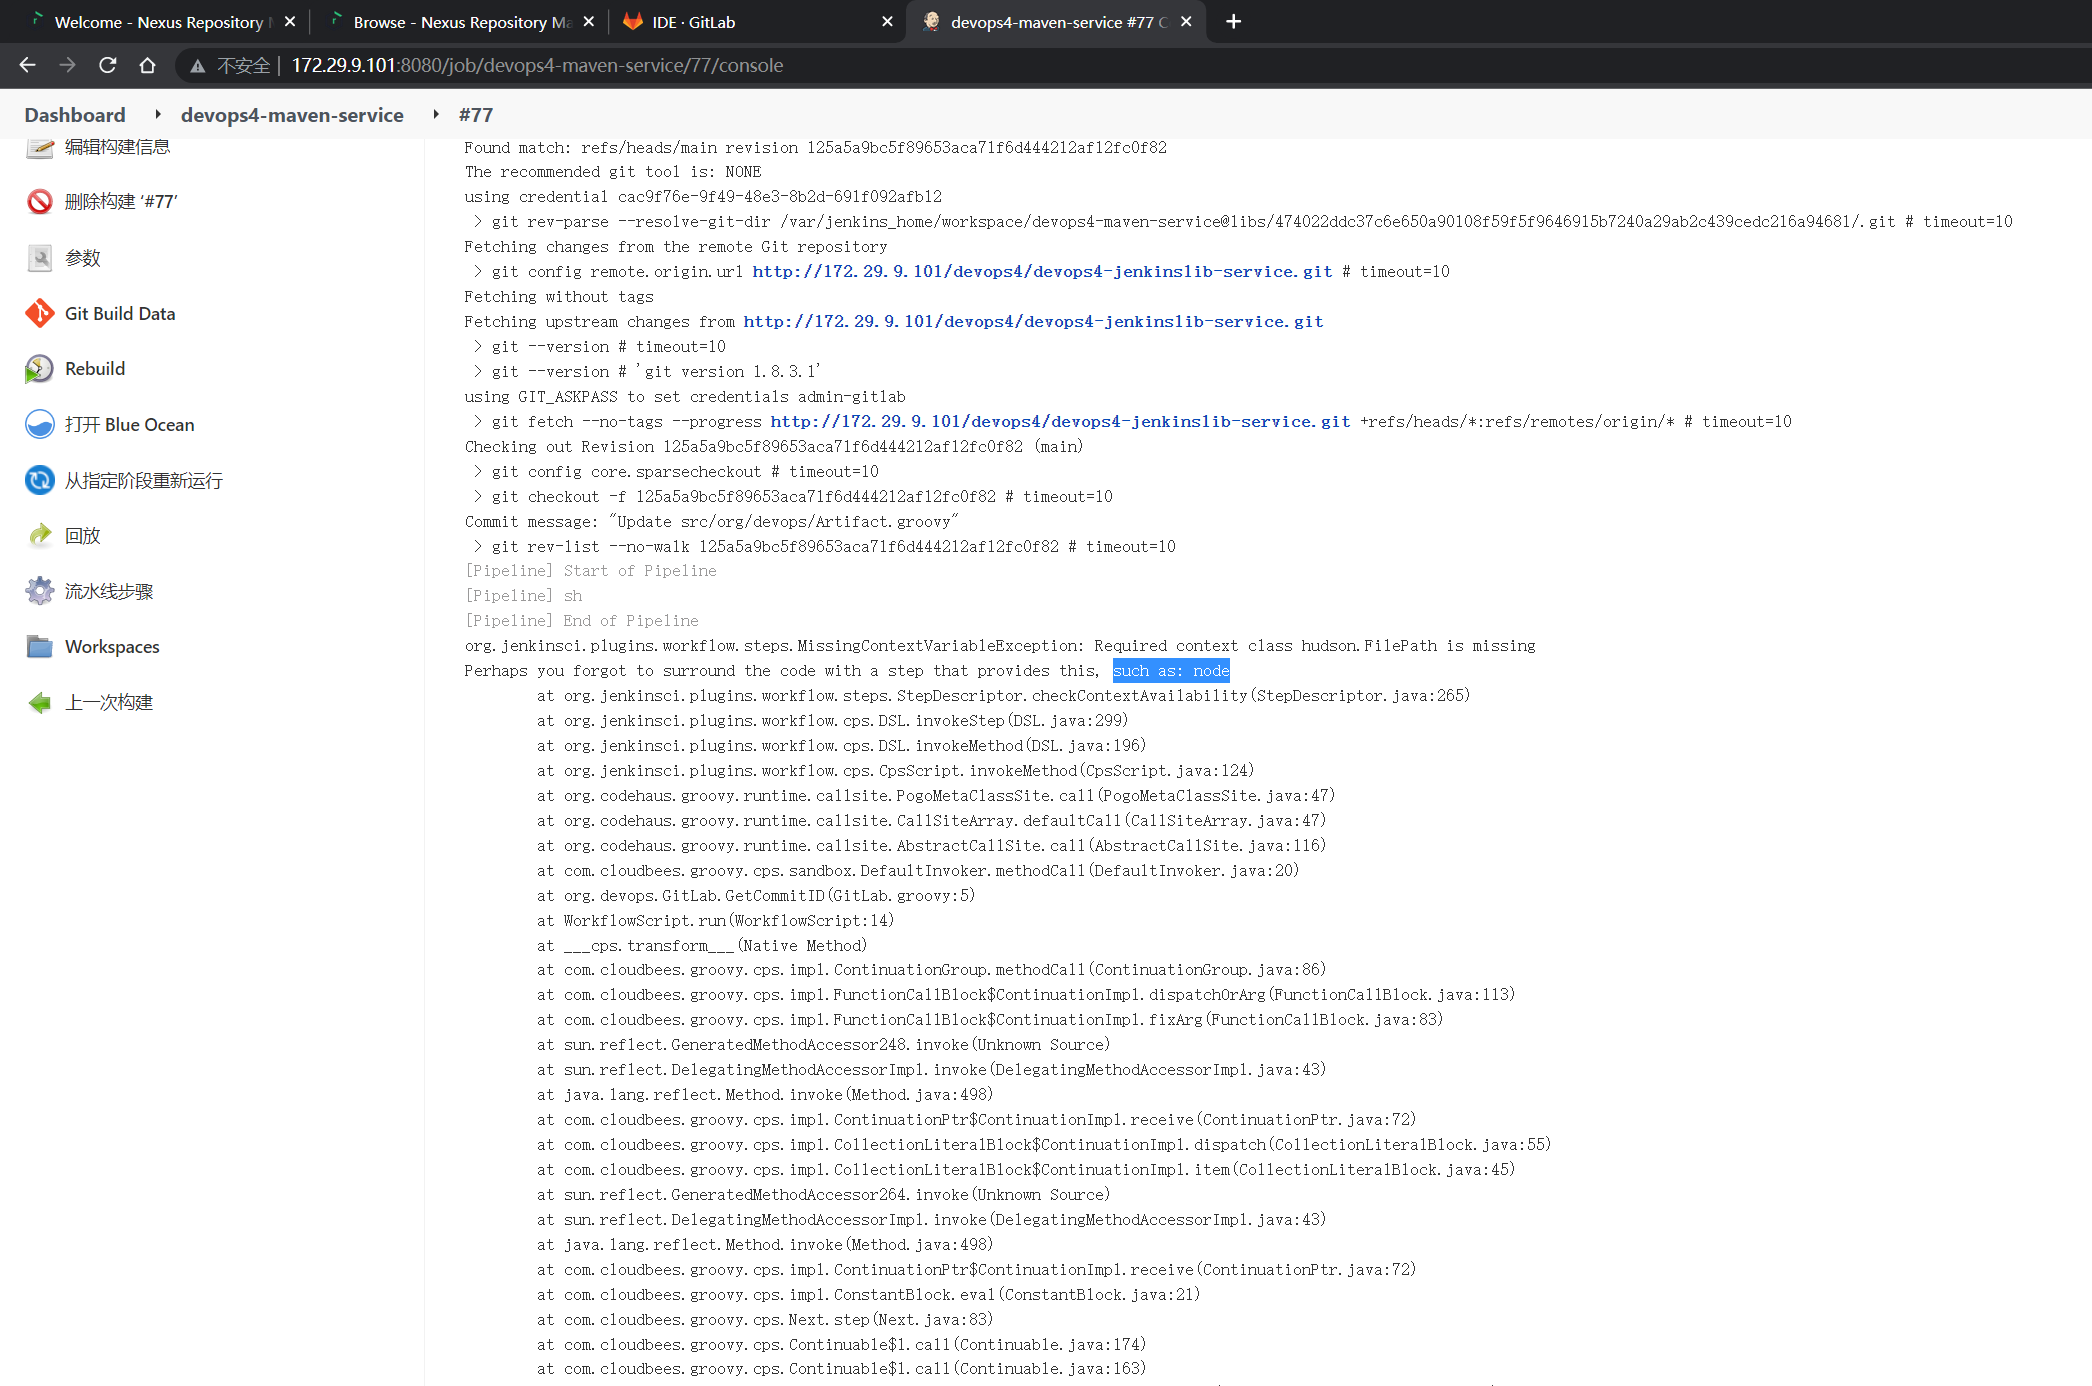 Welcome - Nexus Repository
Browse - Nexus Repository Ma
IDE · GitLab
devops4-maven-service #77 C
不安全
172.29.9.101:8080/job/devops4-maven-service/77/console
Dashboard
devops4-maven-service
#77
编辑构建信息
删除构建 ‘#77’
参数
Git Build Data
Rebuild
打开 Blue Ocean
从指定阶段重新运行
回放
流水线步骤
Workspaces
上一次构建
Found match: refs/heads/main revision 125a5a9bc5f89653aca71f6d444212af12fc0f82
The recommended git tool is: NONE
using credential cac9f76e-9f49-48e3-8b2d-691f092afb12
> git rev-parse --resolve-git-dir /var/jenkins_home/workspace/devops4-maven-service@libs/474022ddc37c6e650a90108f59f5f9646915b7240a29ab2c439cedc216a94681/.git # timeout=10
Fetching changes from the remote Git repository
> git config remote.origin.url http://172.29.9.101/devops4/devops4-jenkinslib-service.git # timeout=10
Fetching without tags
Fetching upstream changes from http://172.29.9.101/devops4/devops4-jenkinslib-service.git
> git --version # timeout=10
> git --version # 'git version 1.8.3.1'
using GIT_ASKPASS to set credentials admin-gitlab
> git fetch --no-tags --progress http://172.29.9.101/devops4/devops4-jenkinslib-service.git +refs/heads/*:refs/remotes/origin/* # timeout=10
Checking out Revision 125a5a9bc5f89653aca71f6d444212af12fc0f82 (main)
> git config core.sparsecheckout # timeout=10
> git checkout -f 125a5a9bc5f89653aca71f6d444212af12fc0f82 # timeout=10
Commit message: "Update src/org/devops/Artifact.groovy"
> git rev-list --no-walk 125a5a9bc5f89653aca71f6d444212af12fc0f82 # timeout=10
[Pipeline] Start of Pipeline
[Pipeline] sh
[Pipeline] End of Pipeline
org.jenkinsci.plugins.workflow.steps.MissingContextVariableException: Required context class hudson.FilePath is missing
Perhaps you forgot to surround the code with a step that provides this, such as: node
at org.jenkinsci.plugins.workflow.steps.StepDescriptor.checkContextAvailability(StepDescriptor.java:265)
at org.jenkinsci.plugins.workflow.cps.DSL.invokeStep(DSL.java:299)
at org.jenkinsci.plugins.workflow.cps.DSL.invokeMethod(DSL.java:196)
at org.jenkinsci.plugins.workflow.cps.CpsScript.invokeMethod(CpsScript.java:124)
at org.codehaus.groovy.runtime.callsite.PogoMetaClassSite.call(PogoMetaClassSite.java:47)
at org.codehaus.groovy.runtime.callsite.CallSiteArray.defaultCall(CallSiteArray.java:47)
at org.codehaus.groovy.runtime.callsite.AbstractCallSite.call(AbstractCallSite.java:116)
at com.cloudbees.groovy.cps.sandbox.DefaultInvoker.methodCall(DefaultInvoker.java:20)
at org.devops.GitLab.GetCommitID(GitLab.groovy:5)
at WorkflowScript.run(WorkflowScript:14)
at ___cps.transform___(Native Method)
at com.cloudbees.groovy.cps.impl.ContinuationGroup.methodCall(ContinuationGroup.java:86)
at com.cloudbees.groovy.cps.impl.FunctionCallBlock$ContinuationImpl.dispatchOrArg(FunctionCallBlock.java:113)
at com.cloudbees.groovy.cps.impl.FunctionCallBlock$ContinuationImpl.fixArg(FunctionCallBlock.java:83)
at sun.reflect.GeneratedMethodAccessor248.invoke(Unknown Source)
at sun.reflect.DelegatingMethodAccessorImpl.invoke(DelegatingMethodAccessorImpl.java:43)
at java.lang.reflect.Method.invoke(Method.java:498)
at com.cloudbees.groovy.cps.impl.ContinuationPtr$ContinuationImpl.receive(ContinuationPtr.java:72)
at com.cloudbees.groovy.cps.impl.CollectionLiteralBlock$ContinuationImpl.dispatch(CollectionLiteralBlock.java:55)
at com.cloudbees.groovy.cps.impl.CollectionLiteralBlock$ContinuationImpl.item(CollectionLiteralBlock.java:45)
at sun.reflect.GeneratedMethodAccessor264.invoke(Unknown Source)
at sun.reflect.DelegatingMethodAccessorImpl.invoke(DelegatingMethodAccessorImpl.java:43)
at java.lang.reflect.Method.invoke(Method.java:498)
at com.cloudbees.groovy.cps.impl.ContinuationPtr$ContinuationImpl.receive(ContinuationPtr.java:72)
at com.cloudbees.groovy.cps.impl.ConstantBlock.eval(ConstantBlock.java:21)
at com.cloudbees.groovy.cps.Next.step(Next.java:83)
at com.cloudbees.groovy.cps.Continuable$1.call(Continuable.java:174)
at com.cloudbees.groovy.cps.Continuable$1.call(Continuable.java:163)